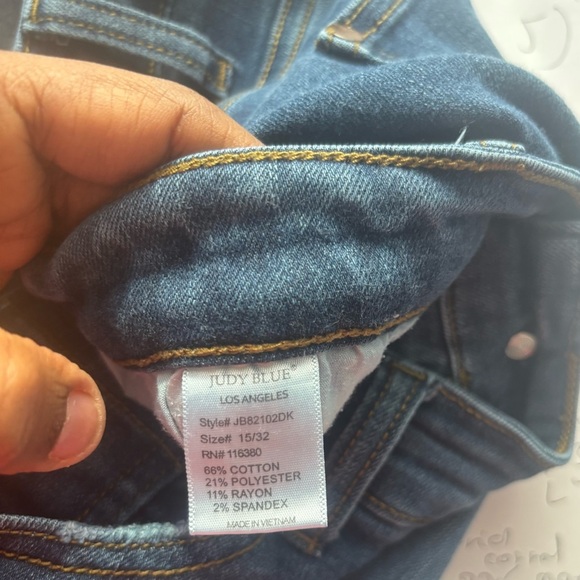 JUDY BLUE®
LOS ANGELES
Style# JB82102DK
Size# 15/32
RN# 116380
66% COTTON
21% POLYESTER
11% RAYON
2% SPANDEX
MADE IN VIETNAM